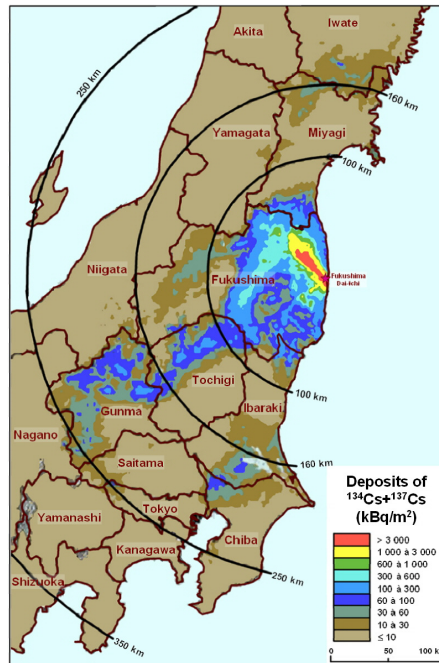 Iwate
Akita
250 km
160 km
Yamagata
Miyagi
100 km
Niigata
Fukushima
Fukushima
Dai-ichi
Tochigi
100 km
Gunma
Ibaraki
Nagano
Saitama
160 km
Tokyo
Yamanashi
Chiba
Kanagawa
250 km
Shizuoka
350 km
Deposits of
¹³⁴Cs+¹³⁷Cs
(kBq/m²)
> 3 000
1 000 à 3 000
600 à 1 000
300 à 600
100 à 300
60 à 100
30 à 60
10 à 30
≤ 10
0 50 100 k